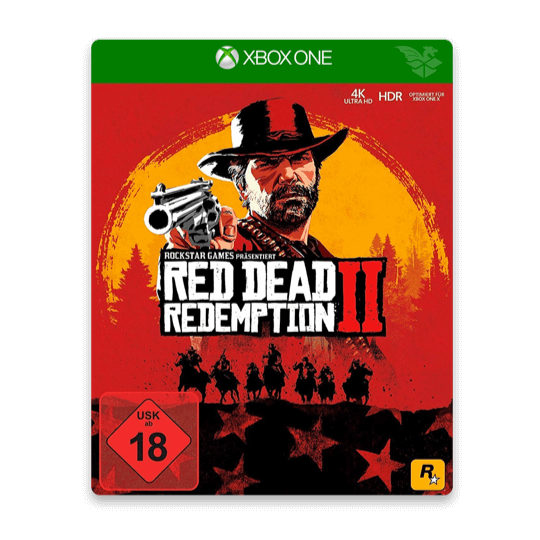 XBOX ONE
4K
ULTRA HD
HDR
OPTIMIERT FÜR
XBOX ONE X
ROCKSTAR GAMES PRÄSENTIERT
RED DEAD
REDEMPTION II
USK
ab
18
R